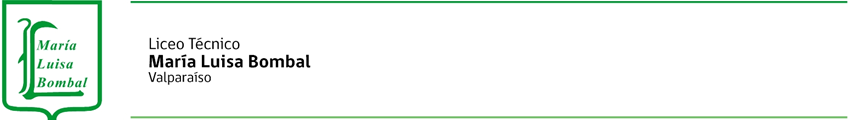 María
Luisa
Bombal
Liceo Técnico
María Luisa Bombal
Valparaíso